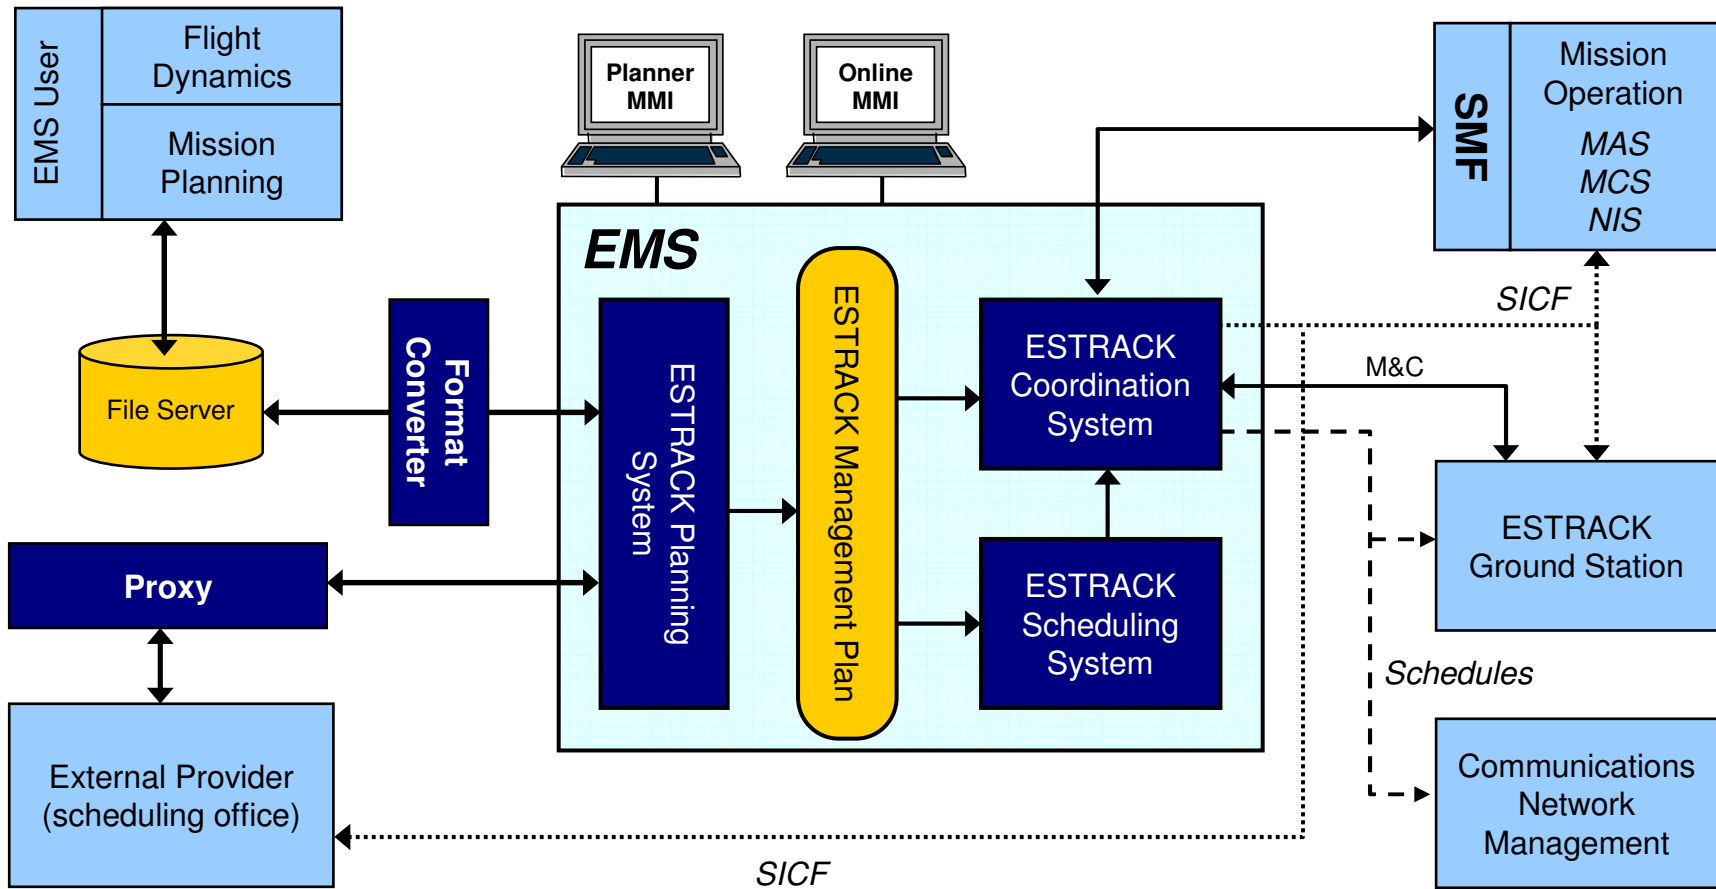 EMS User
Flight
Dynamics
Mission
Planning
Planner
MMI
Online
MMI
SMF
Mission
Operation
MAS
MCS
NIS
EMS
File Server
Format
Converter
ESTRACK Planning
System
ESTRACK Management Plan
ESTRACK
Coordination
System
SICF
M&C
Proxy
ESTRACK
Scheduling
System
ESTRACK
Ground Station
Schedules
External Provider
(scheduling office)
Communications
Network
Management
SICF